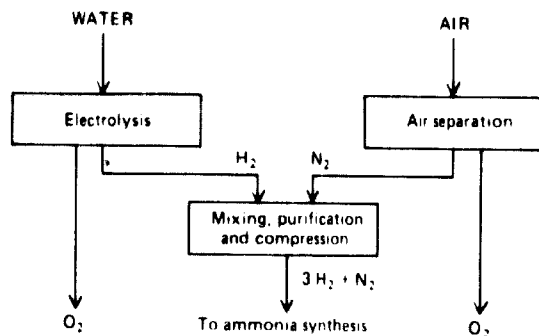 WATER
AIR
Electrolysis
Air separation
H₂
N₂
Mixing, purification
and compression
3 H₂ + N₂
O₂
To ammonia synthesis
O₂